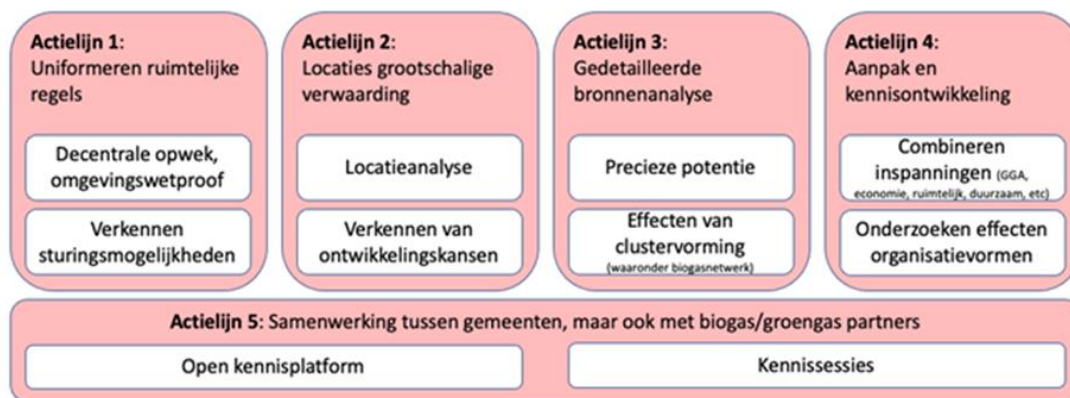 Actielijn 1:
Uniformeren ruimtelijke
regels
Decentrale opwek,
omgevingswetproof
Verkennen
sturingsmogelijkheden
Actielijn 2:
Locaties grootschalige
verwaarding
Locatieanalyse
Verkennen van
ontwikkelingskansen
Actielijn 3:
Gedetailleerde
bronnenanalyse
Precieze potentie
Effecten van
clustervorming
(waaronder biogasnetwerk)
Actielijn 4:
Aanpak en
kennisontwikkeling
Combineren
inspanningen (GGA,
economie, ruimtelijk, duurzaam, etc)
Onderzoeken effecten
organisatievormen
Actielijn 5: Samenwerking tussen gemeenten, maar ook met biogas/groengas partners
Open kennisplatform
Kennissessies